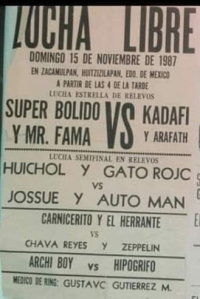 LUCHA LIBRE
DOMINGO 15 DE NOVIEMBRE DE 1987
EN ZACAMULPAN, HUITZIZILAPAN, EDO. DE MEXICO
A PARTIR DE LAS 4 DE LA TARDE
LUCHA ESTRELLA DE RELEVOS
SUPER BOLIDO Y MR. FAMA VS KADAFI Y ARAFATH
LUCHA SEMIFINAL EN RELEVOS
HUICHOL Y GATO ROJO
VS
JOSSUE Y AUTO MAN
CARNICERITO Y EL HERRANTE
VS
CHAVA REYES Y ZEPPELIN
ARCHI BOY vs HIPOGRIFO
MEDICO DE RING: GUSTAVO GUTIERREZ M.